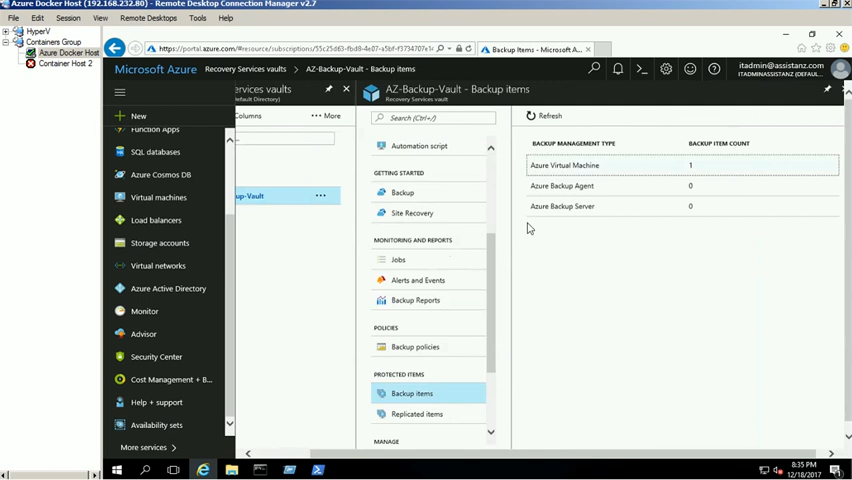 Azure Docker Host (192.168.232.80) - Remote Desktop Connection Manager v2.7
File Edit Session View Remote Desktops Tools Help
HyperV
Containers Group
Azure Docker Host
Container Host 2
Microsoft Azure - M...
Microsoft Azure
Recovery Services vaults > AZ-Backup-Vault - Backup items
itadmin@assistanz.com
ITADMINASSISTANZ (DEFAUL...
New
Function Apps
SQL databases
Azure Cosmos DB
Virtual machines
Load balancers
Storage accounts
Virtual networks
Azure Active Directory
Monitor
Advisor
Security Center
Cost Management + B...
Help + support
Availability sets
More services >
ervices vaults
efault Directory)
Columns
More
up-Vault
AZ-Backup-Vault - Backup items
Recovery Services vault
Search (Ctrl+/)
Automation script
GETTING STARTED
Backup
Site Recovery
MONITORING AND REPORTS
Jobs
Alerts and Events
Backup Reports
POLICIES
Backup policies
PROTECTED ITEMS
Backup items
Replicated items
MANAGE
Refresh
BACKUP MANAGEMENT TYPE BACKUP ITEM COUNT
Azure Virtual Machine 1
Azure Backup Agent 0
Azure Backup Server 0
8:35 PM
12/18/2017